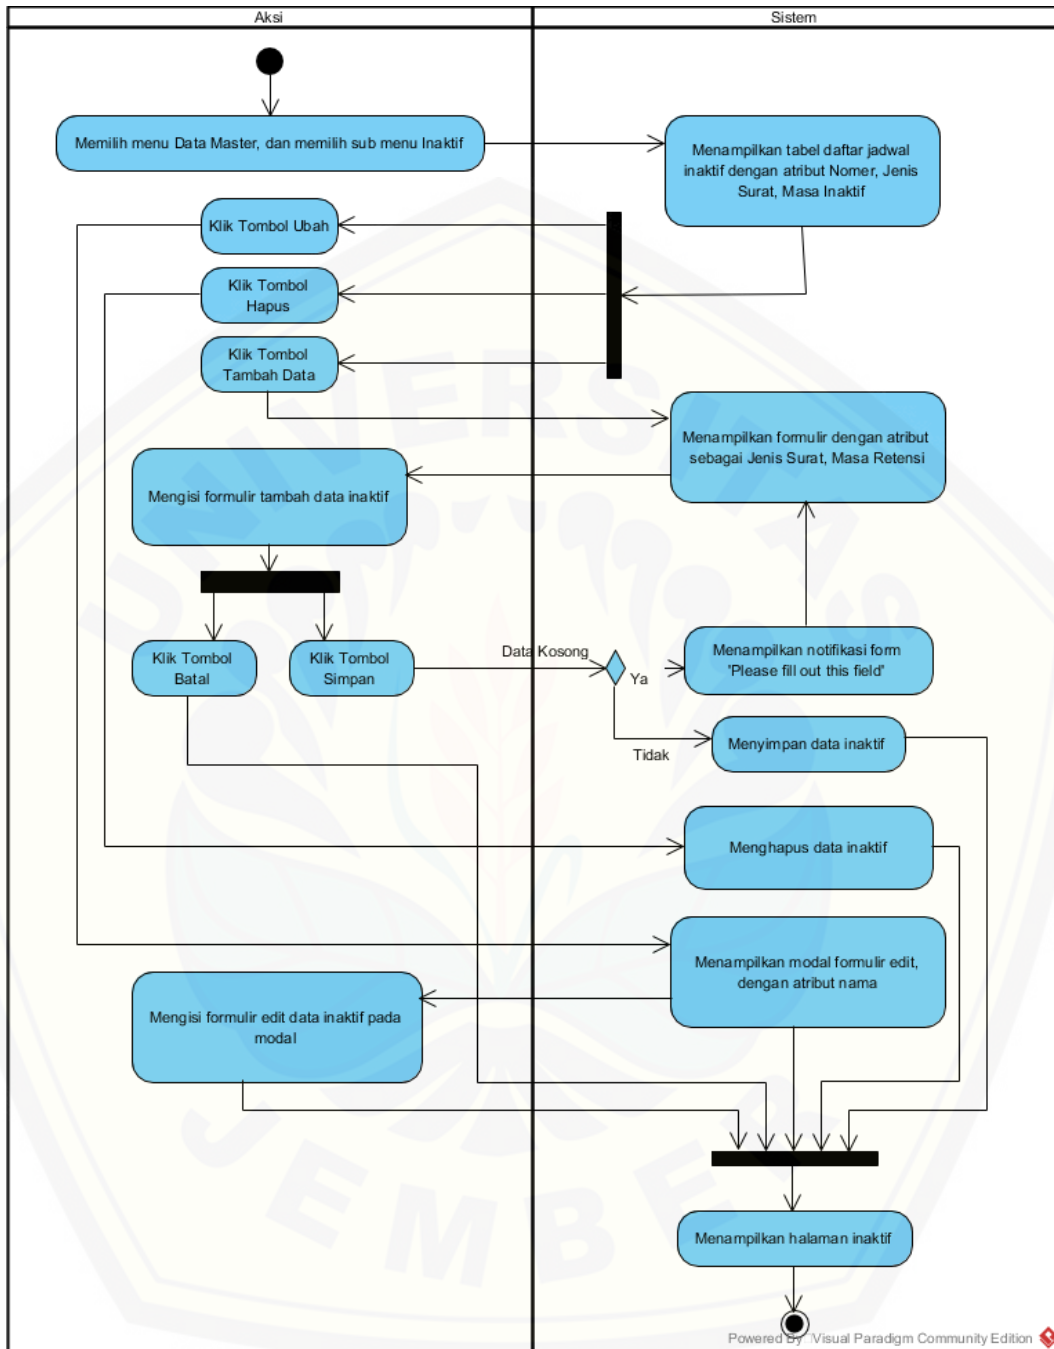 Aksi
Sistem
Memilih menu Data Master, dan memilih sub menu Inaktif
Menampilkan tabel daftar jadwal
inaktif dengan atribut Nomer, Jenis
Surat, Masa Inaktif
Klik Tombol Ubah
Klik Tombol
Hapus
Klik Tombol
Tambah Data
Menampilkan formulir dengan atribut
sebagai Jenis Surat, Masa Retensi
Mengisi formulir tambah data inaktif
Klik Tombol
Batal
Klik Tombol
Simpan
Data Kosong
Ya
Menampilkan notifikasi form
'Please fill out this field'
Tidak
Menyimpan data inaktif
Menghapus data inaktif
Menampilkan modal formulir edit,
dengan atribut nama
Mengisi formulir edit data inaktif pada
modal
Menampilkan halaman inaktif
Powered By Visual Paradigm Community Edition
UNIVERSITAS
JEMBER